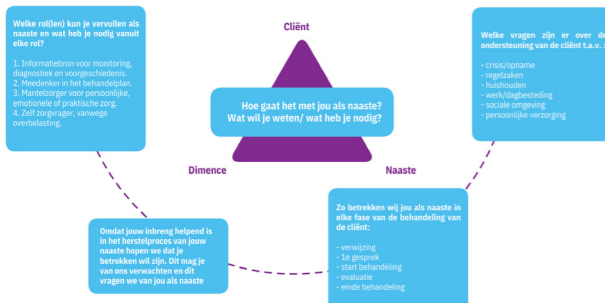 Cliënt
Welke rol(len) kun je vervullen als
naaste en wat heb je nodig vanuit
elke rol?
1. Informatiebron voor monitoring,
diagnostiek en voorgeschiedenis.
2. Meedenker in het behandelplan.
3. Mantelzorger voor persoonlijke,
emotionele of praktische zorg.
4. Zelf zorgvrager, vanwege
overbelasting.
Hoe gaat het met jou als naaste?
Wat wil je weten/ wat heb je nodig?
Welke vragen zijn er over de
ondersteuning van de cliënt t.a.v. :
- crisis/opname
- regelzaken
- huishouden
- werk/dagbesteding
- sociale omgeving
- persoonlijke verzorging
Dimence
Naaste
Omdat jouw inbreng helpend is
in het herstelproces van jouw
naaste hopen we dat je
betrokken wil zijn. Dit mag je
van ons verwachten en dit
vragen we van jou als naaste
Zo betrekken wij jou als naaste in
elke fase van de behandeling van
de cliënt:
- verwijzing
- 1e gesprek
- start behandeling
- evaluatie
- einde behandeling